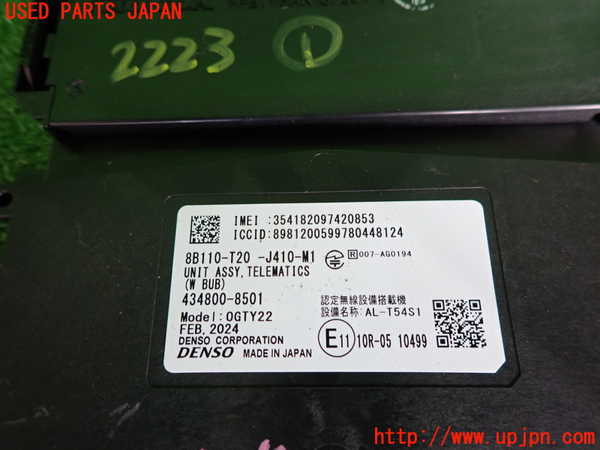 USED PARTS JAPAN
2223
1
IMEI :354182097420853
ICCID:8981200599780448124
8B110-T20 -J410-M1
R 007-AG0194
UNIT ASSY,TELEMATICS
(W BUB)
434800-8501
Model:OGTY22
FEB, 2024
DENSO CORPORATION
DENSO MADE IN JAPAN
認定無線設備搭載機
設備名称:AL-T54S1
E11 10R-05 10499
http://www.upjpn.com